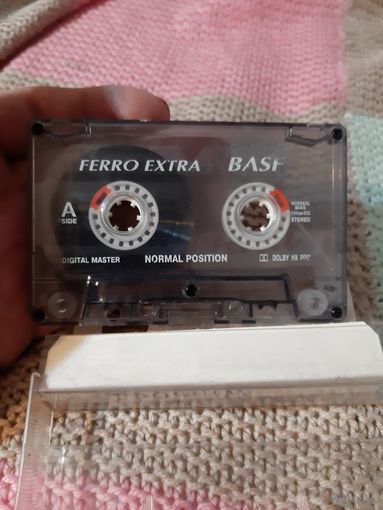 FERRO EXTRA BASF
A
SIDE
NORMAL
BIAS
STEREO
DIGITAL MASTER NORMAL POSITION DOLBY HX PRO